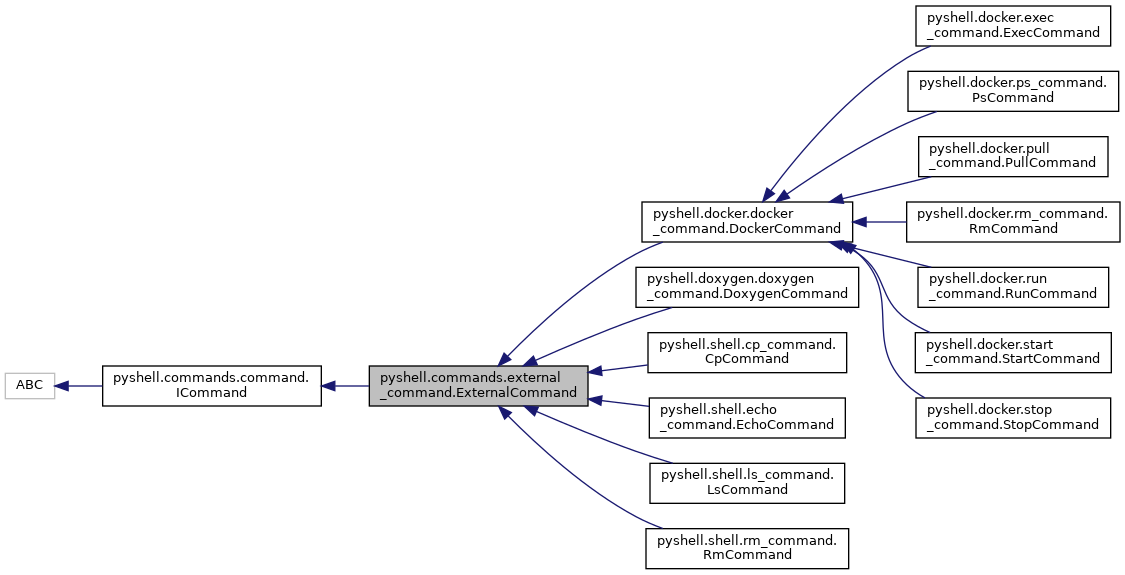 ABC
pyshell.commands.command.
ICommand
pyshell.commands.external
_command.ExternalCommand
pyshell.docker.docker
_command.DockerCommand
pyshell.doxygen.doxygen
_command.DoxygenCommand
pyshell.shell.cp_command.
CpCommand
pyshell.shell.echo
_command.EchoCommand
pyshell.shell.ls_command.
LsCommand
pyshell.shell.rm_command.
RmCommand
pyshell.docker.exec
_command.ExecCommand
pyshell.docker.ps_command.
PsCommand
pyshell.docker.pull
_command.PullCommand
pyshell.docker.rm_command.
RmCommand
pyshell.docker.run
_command.RunCommand
pyshell.docker.start
_command.StartCommand
pyshell.docker.stop
_command.StopCommand